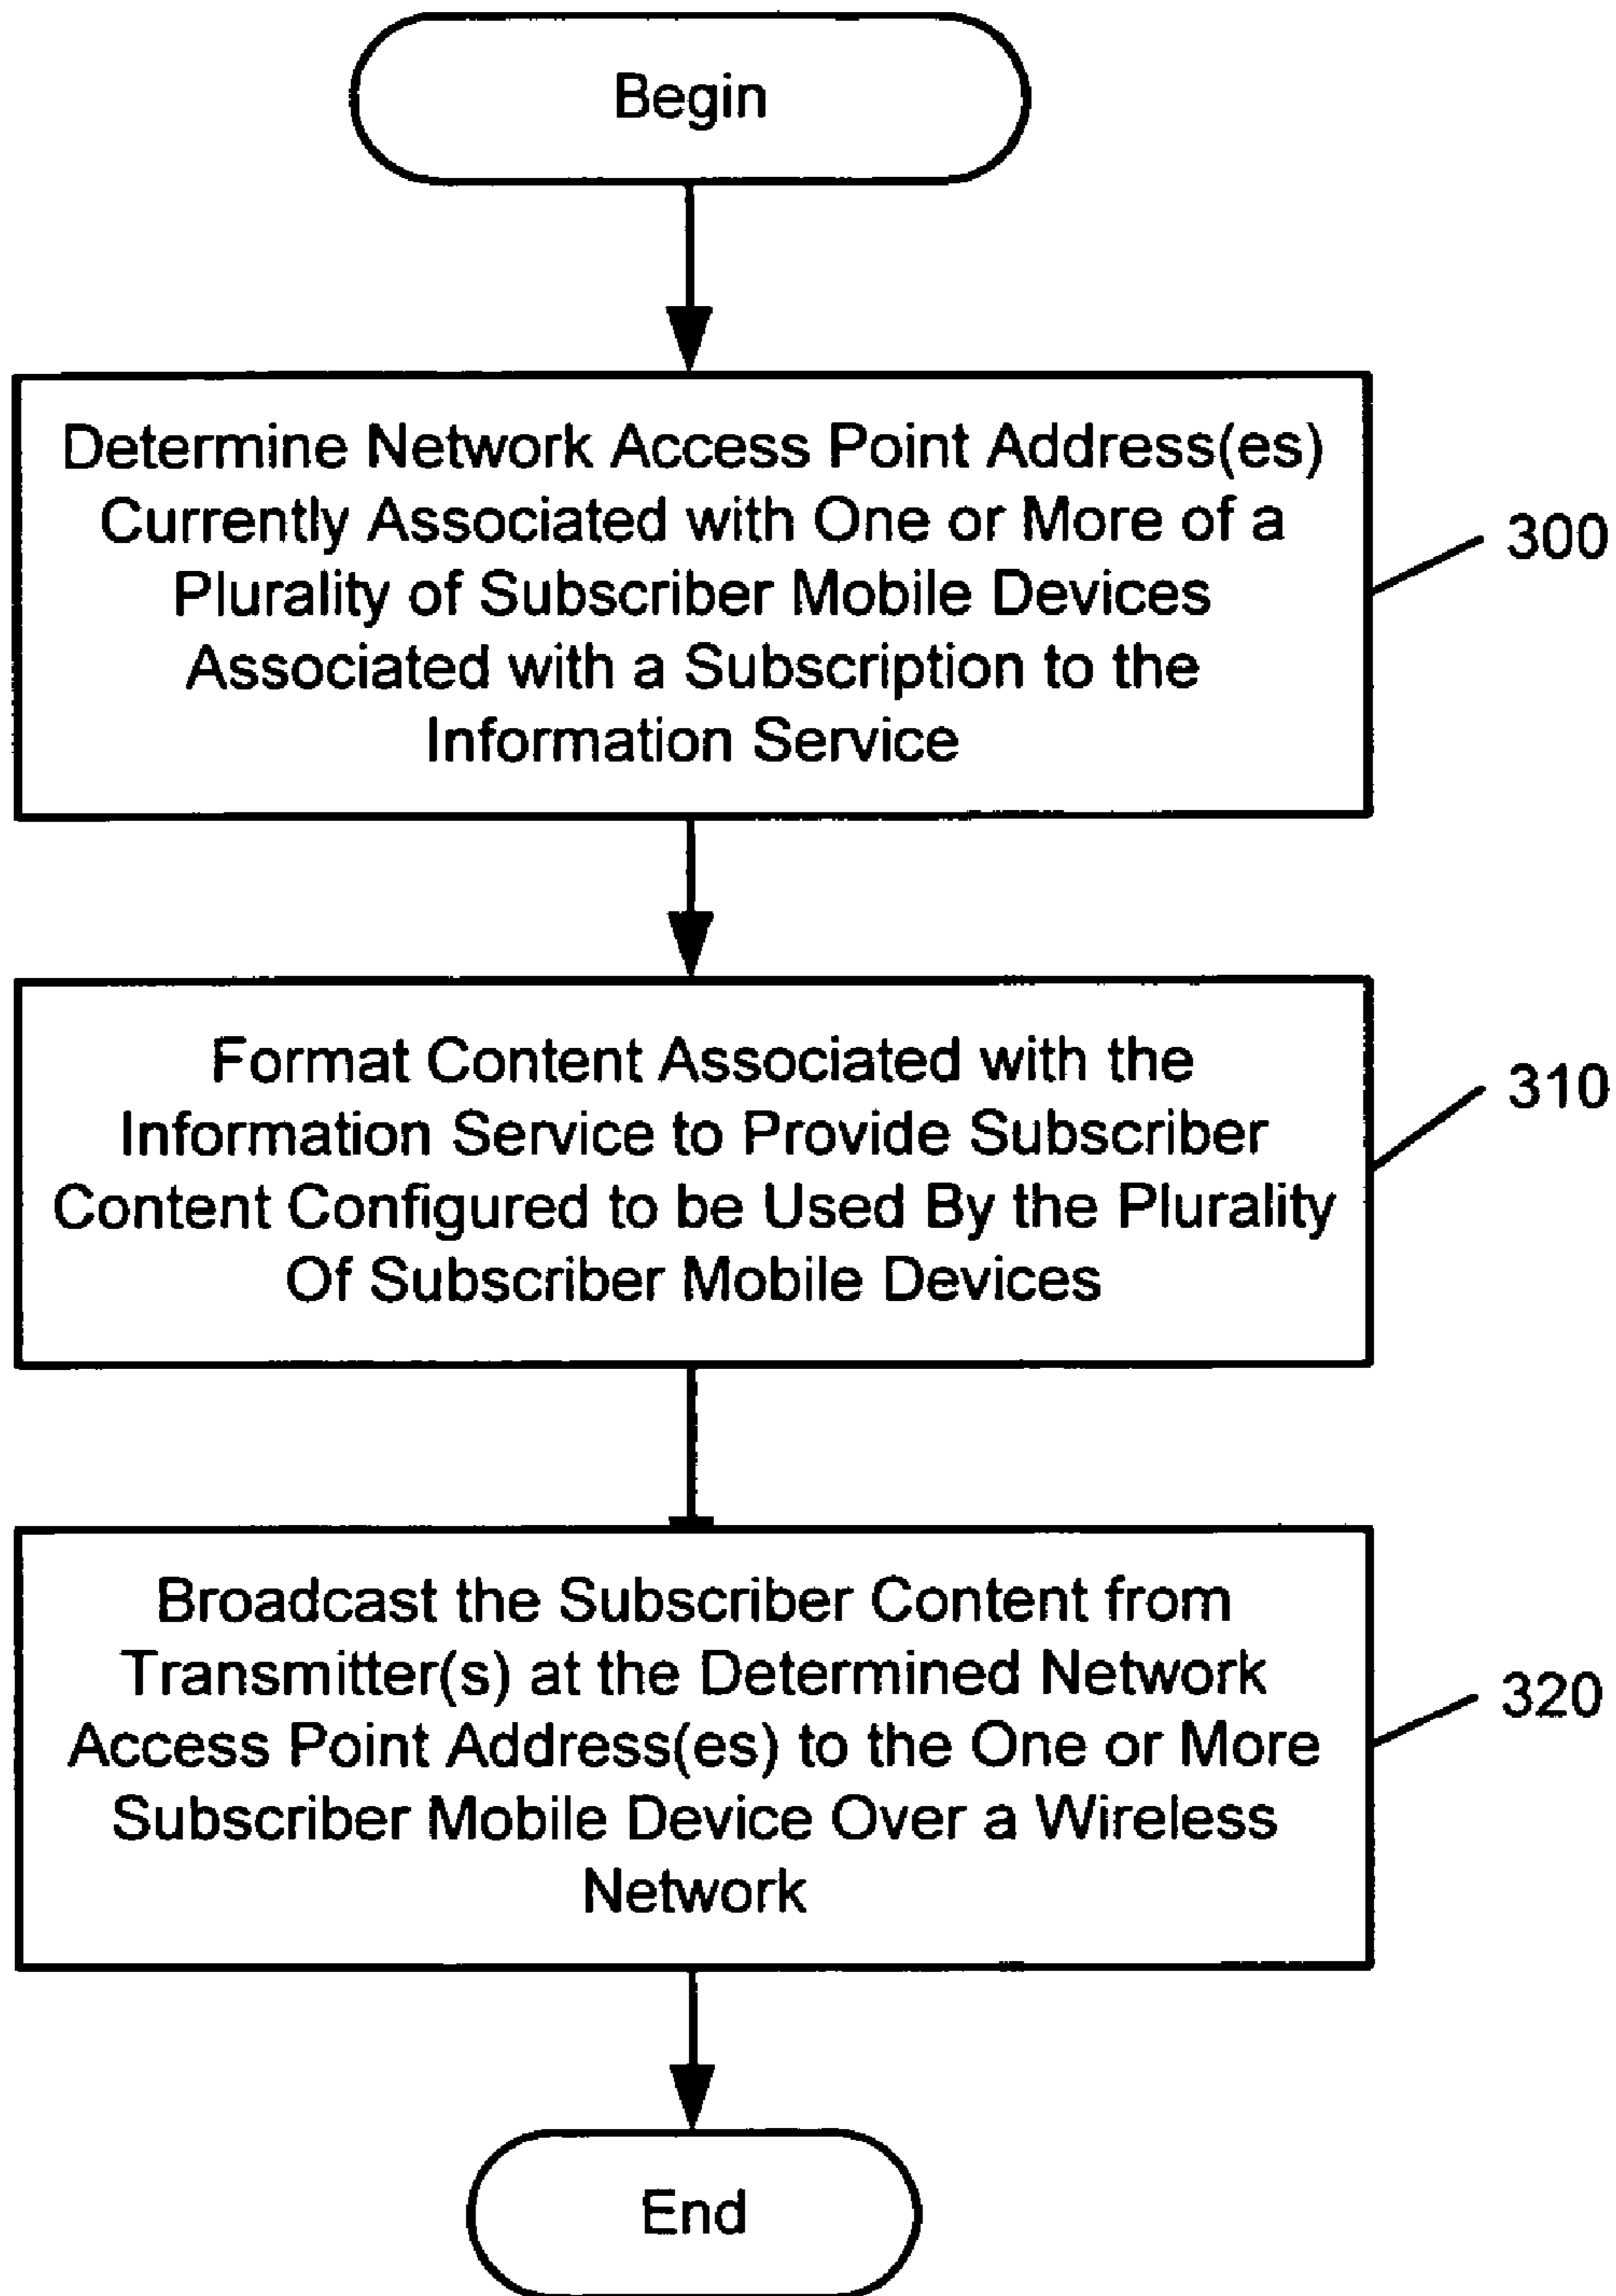 Begin
Determine Network Access Point Address(es)
Currently Associated with One or More of a
Plurality of Subscriber Mobile Devices
Associated with a Subscription to the
Information Service
300
Format Content Associated with the
Information Service to Provide Subscriber
Content Configured to be Used By the Plurality
Of Subscriber Mobile Devices
310
Broadcast the Subscriber Content from
Transmitter(s) at the Determined Network
Access Point Address(es) to the One or More
Subscriber Mobile Device Over a Wireless
Network
320
End